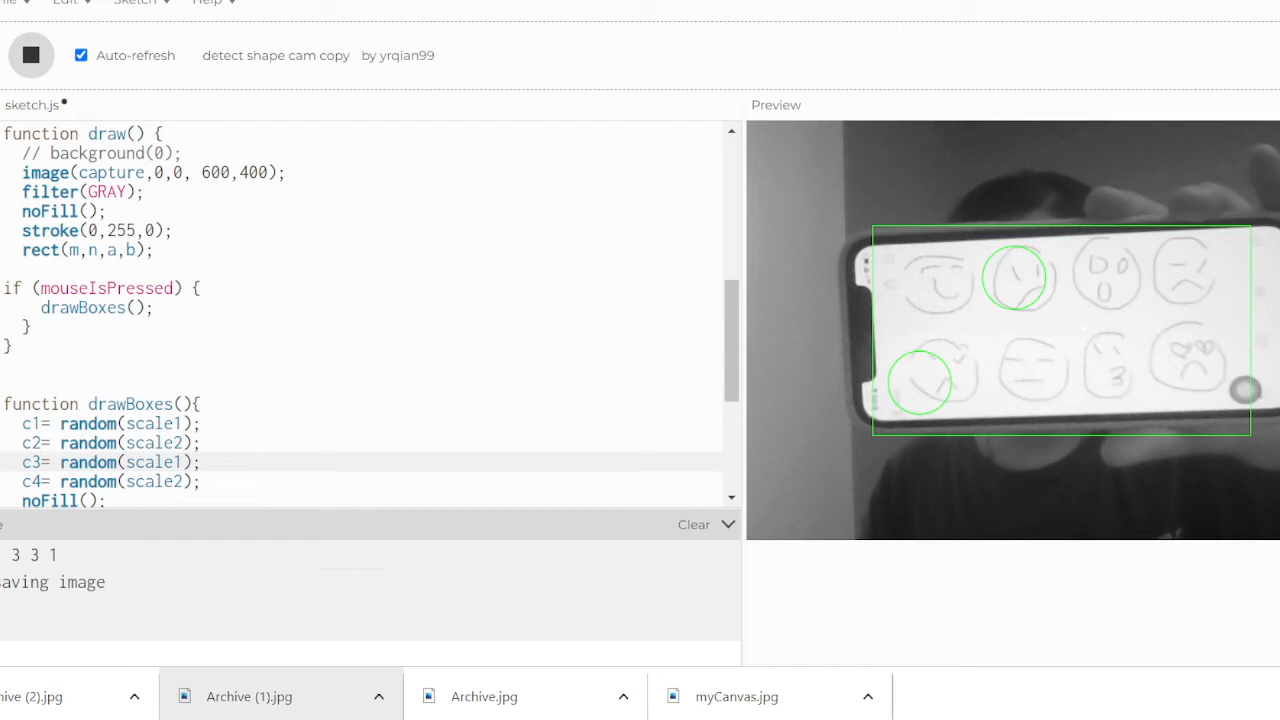 Edit Sketch Help
Auto-refresh detect shape cam copy by yrqian99
sketch.js
Preview
function draw() {
// background(0);
image(capture,0,0, 600,400);
filter(GRAY);
noFill();
stroke(0,255,0);
rect(m,n,a,b);
if (mouseIsPressed) {
drawBoxes();
}
}
function drawBoxes(){
c1= random(scale1);
c2= random(scale2);
c3= random(scale1);
c4= random(scale2);
noFill();
Clear
3 3 1
saving image
hive (2).jpg
Archive (1).jpg
Archive.jpg
myCanvas.jpg